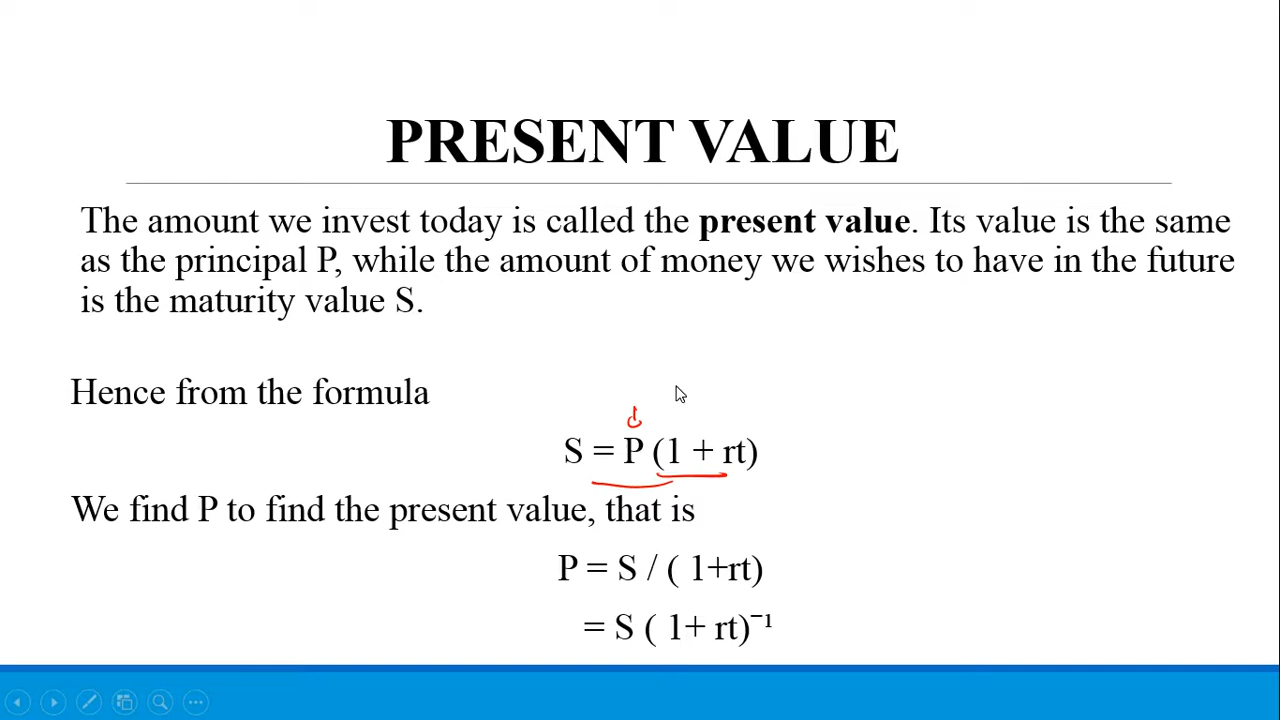 PRESENT VALUE
The amount we invest today is called the present value. Its value is the same
as the principal P, while the amount of money we wishes to have in the future
is the maturity value S.
Hence from the formula
S = P (1 + rt)
We find P to find the present value, that is
P = S / ( 1+rt)
= S ( 1+ rt)⁻¹